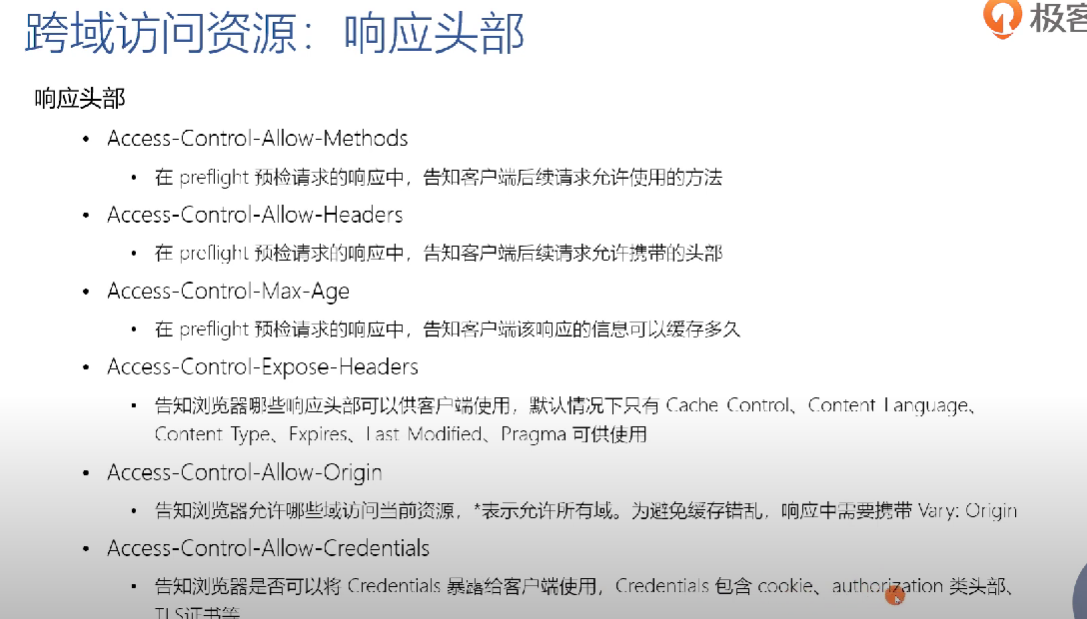 跨域访问资源：响应头部
极客
响应头部
• Access-Control-Allow-Methods
• 在 preflight 预检请求的响应中，告知客户端后续请求允许使用的方法
• Access-Control-Allow-Headers
• 在 preflight 预检请求的响应中，告知客户端后续请求允许携带的头部
• Access-Control-Max-Age
• 在 preflight 预检请求的响应中，告知客户端该响应的信息可以缓存多久
• Access-Control-Expose-Headers
• 告知浏览器哪些响应头部可以供客户端使用，默认情况下只有 Cache-Control、Content-Language、
Content-Type、Expires、Last-Modified、Pragma 可供使用
• Access-Control-Allow-Origin
• 告知浏览器允许哪些域访问当前资源，*表示允许所有域。为避免缓存错乱，响应中需要携带 Vary: Origin
• Access-Control-Allow-Credentials
• 告知浏览器是否可以将 Credentials 暴露给客户端使用，Credentials 包含 cookie、authorization 类头部、
TLS证书等